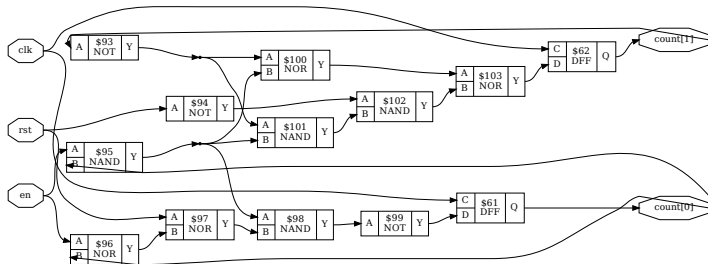 clk
rst
en
A $93 NOT Y
A $94 NOT Y
A B $95 NAND Y
A B $96 NOR Y
A B $97 NOR Y
A B $100 NOR Y
A B $101 NAND Y
A B $98 NAND Y
A B $102 NAND Y
A $99 NOT Y
A B $103 NOR Y
C D $61 DFF Q
C D $62 DFF Q
count[1]
count[0]